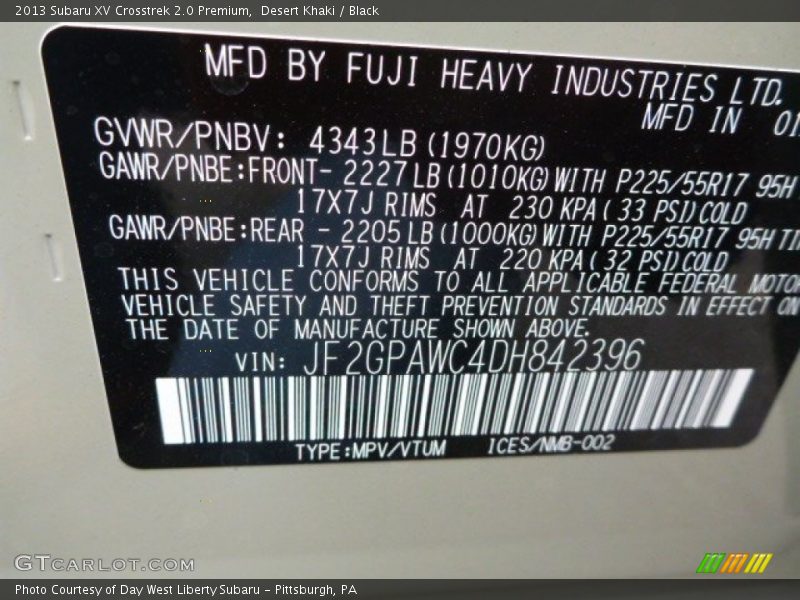 2013 Subaru XV Crosstrek 2.0 Premium,  Desert Khaki / Black
MFD BY FUJI HEAVY INDUSTRIES LTD.
MFD IN 01
GVWR/PNBV: 4343LB(1970KG)
GAWR/PNBE:FRONT- 2227LB(1010KG)WITH P225/55R17 95H
17X7J RIMS AT 230 KPA(33 PSI)COLD
GAWR/PNBE:REAR - 2205LB(1000KG)WITH P225/55R17 95H TI
17X7J RIMS AT 220 KPA(32 PSI)COLD
THIS VEHICLE CONFORMS TO ALL APPLICABLE FEDERAL MOTO
VEHICLE SAFETY AND THEFT PREVENTION STANDARDS IN EFFECT ON
THE DATE OF MANUFACTURE SHOWN ABOVE.
VIN: JF2GPAWC4DH842396
TYPE:MPV/VTUM ICES/NMB-002
GTCARLOT.COM
Photo Courtesy of Day West Liberty Subaru - Pittsburgh, PA